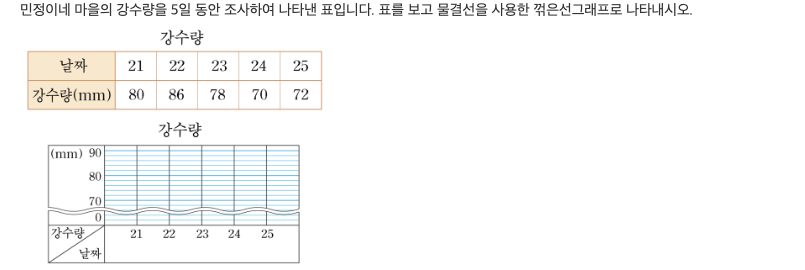 민정이네 마을의 강수량을 5일 동안 조사하여 나타낸 표입니다. 표를 보고 물결선을 사용한 꺾은선그래프로 나타내시오.
강수량
날짜 21 22 23 24 25
강수량(mm) 80 86 78 70 72
강수량
(mm) 90
80
70
0
강수량 21 22 23 24 25
날짜